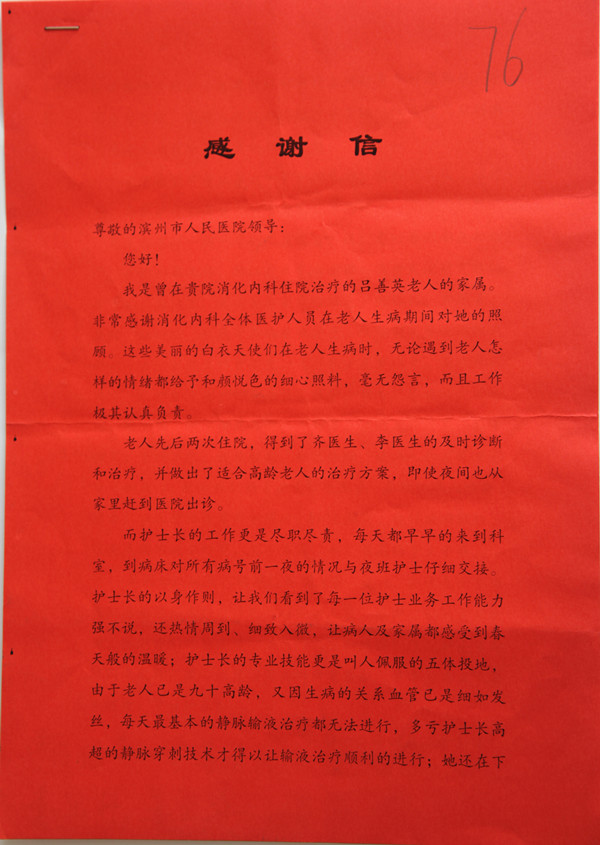 76
感谢信
尊敬的滨州市人民医院领导：
您好！
我是曾在贵院消化内科住院治疗的吕善英老人的家属。
非常感谢消化内科全体医护人员在老人生病期间对她的照
顾。这些美丽的白衣天使们在老人生病时，无论遇到老人怎
样的情绪都给予和颜悦色的细心照料，毫无怨言，而且工作
极其认真负责。
老人先后两次住院，得到了齐医生、李医生的及时诊断
和治疗，并做出了适合高龄老人的治疗方案，即使夜间也从
家里赶到医院出诊。
而护士长的工作更是尽职尽责，每天都早早的来到科
室，到病床对所有病号前一夜的情况与夜班护士仔细交接。
护士长的以身作则，让我们看到了每一位护士业务工作能力
强不说，还热情周到、细致入微，让病人及家属都感受到春
天般的温暖；护士长的专业技能更是叫人佩服的五体投地，
由于老人已是九十高龄，又因生病的关系血管已是细如发
丝，每天最基本的静脉输液治疗都无法进行，多亏护士长高
超的静脉穿刺技术才得以让输液治疗顺利的进行；她还在下